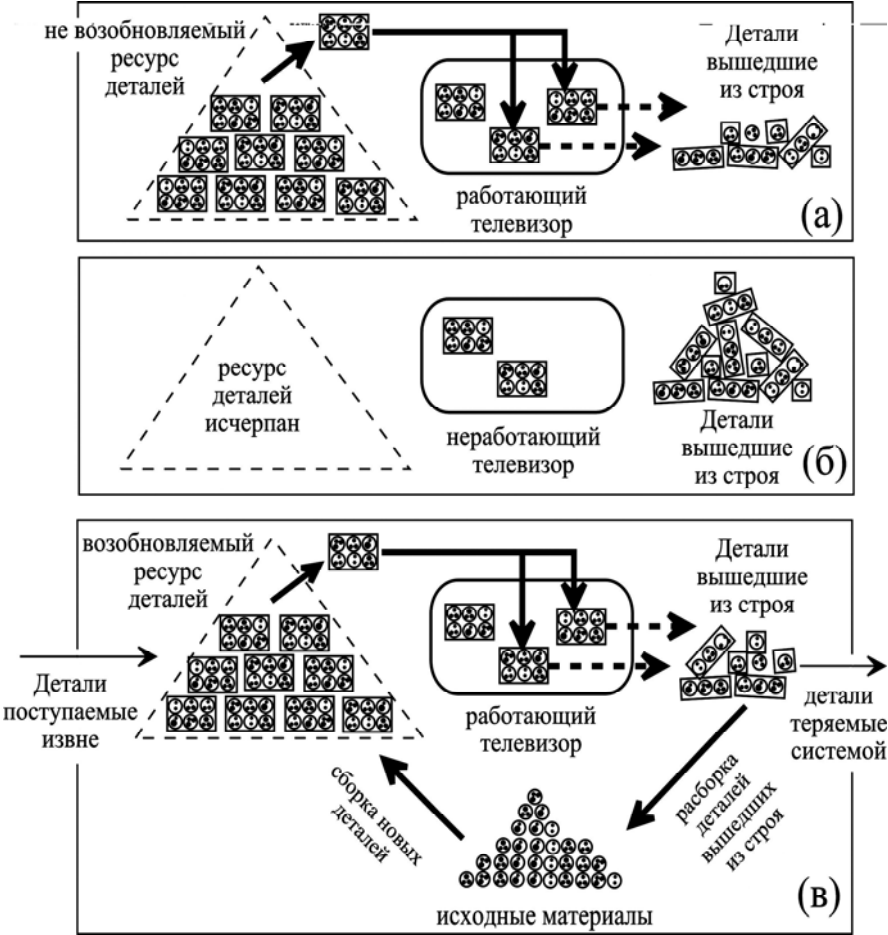 не возобновляемый
ресурс
деталей
работающий
телевизор
Детали
вышедшие
из строя
(а)
ресурс
деталей
исчерпан
неработающий
телевизор
Детали
вышедшие
из строя
(б)
возобновляемый
ресурс
деталей
Детали
поступаемые
извне
работающий
телевизор
Детали
вышедшие
из строя
детали
теряемые
системой
сборка новых
деталей
расборка
деталей
вышедших
из строя
исходные материалы
(в)